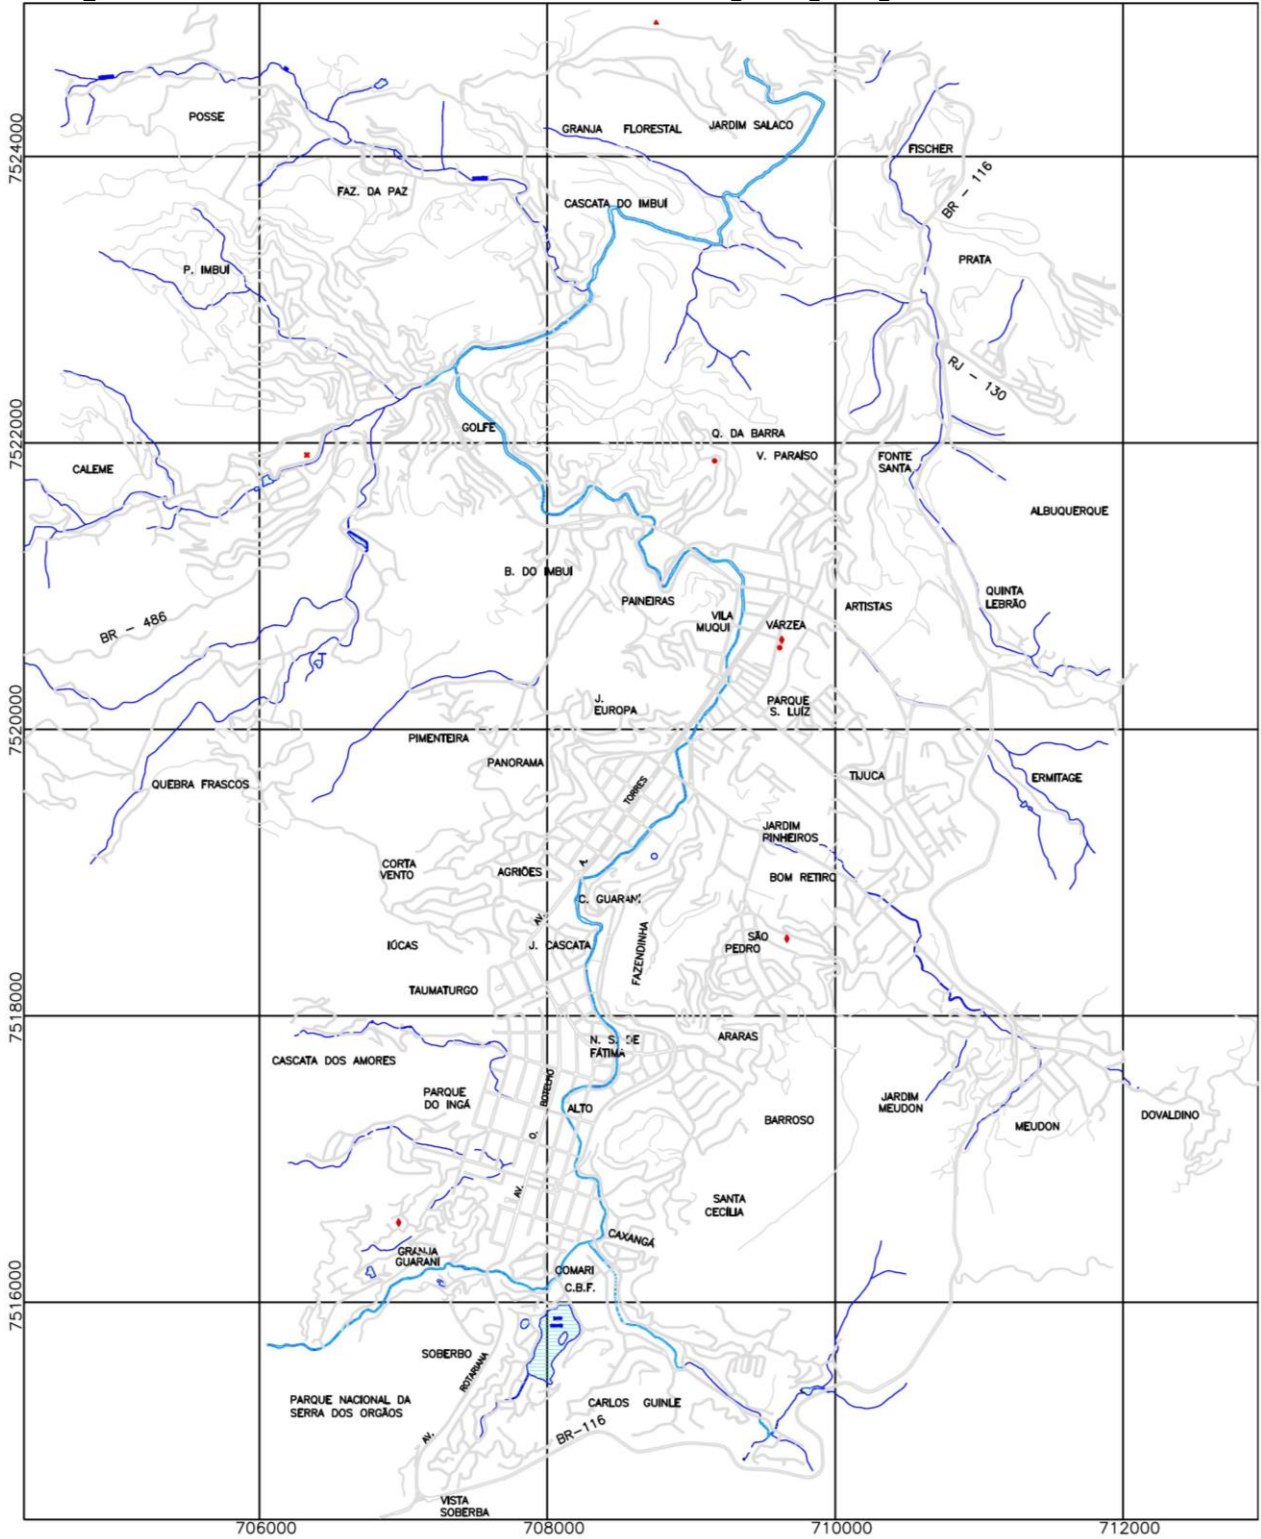 POSSE
GRANJA FLORESTAL
JARDIM SALACO
7524000
FISCHER
FAZ. DA PAZ
CASCATA DO IMBUÍ
BR - 116
P. IMBUÍ
PRATA
RJ - 130
7522000
GOLFE
Q. DA BARRA
V. PARAÍSO
FONTE
SANTA
CALEME
ALBUQUERQUE
B. DO IMBUÍ
PAINEIRAS
VILA
MUQUI
VÁRZEA
ARTISTAS
QUINTA
LEBRÃO
BR - 486
J.
EUROPA
PARQUE
S. LUÍZ
7520000
PIMENTEIRA
PANORAMA
QUEBRA FRASCOS
TORRES
TIJUCA
ERMITAGE
JARDIM
PINHEIROS
CORTA
VENTO
AGRIÕES
A.
BOM RETIRO
C. GUARANÍ
AV.
IÚCAS
J. CASCATA
FAZENDINHA
SÃO
PEDRO
TAUMATURGO
7518000
CASCATA DOS AMORES
N. S. DE
FÁTIMA
ARARAS
PARQUE
DO INGÁ
BOTELHO
ALTO
BARROSO
JARDIM
MEUDON
MEUDON
DOVALDINO
O.
AV.
SANTA
CECÍLIA
CAXANGÁ
GRANJA
GUARANI
COMARI
C.B.F.
7516000
SOBERBO
ROTARIANA
PARQUE NACIONAL DA
SERRA DOS ORGÃOS
CARLOS GUINLE
AV.
BR-116
VISTA
SOBERBA
706000
708000
710000
712000